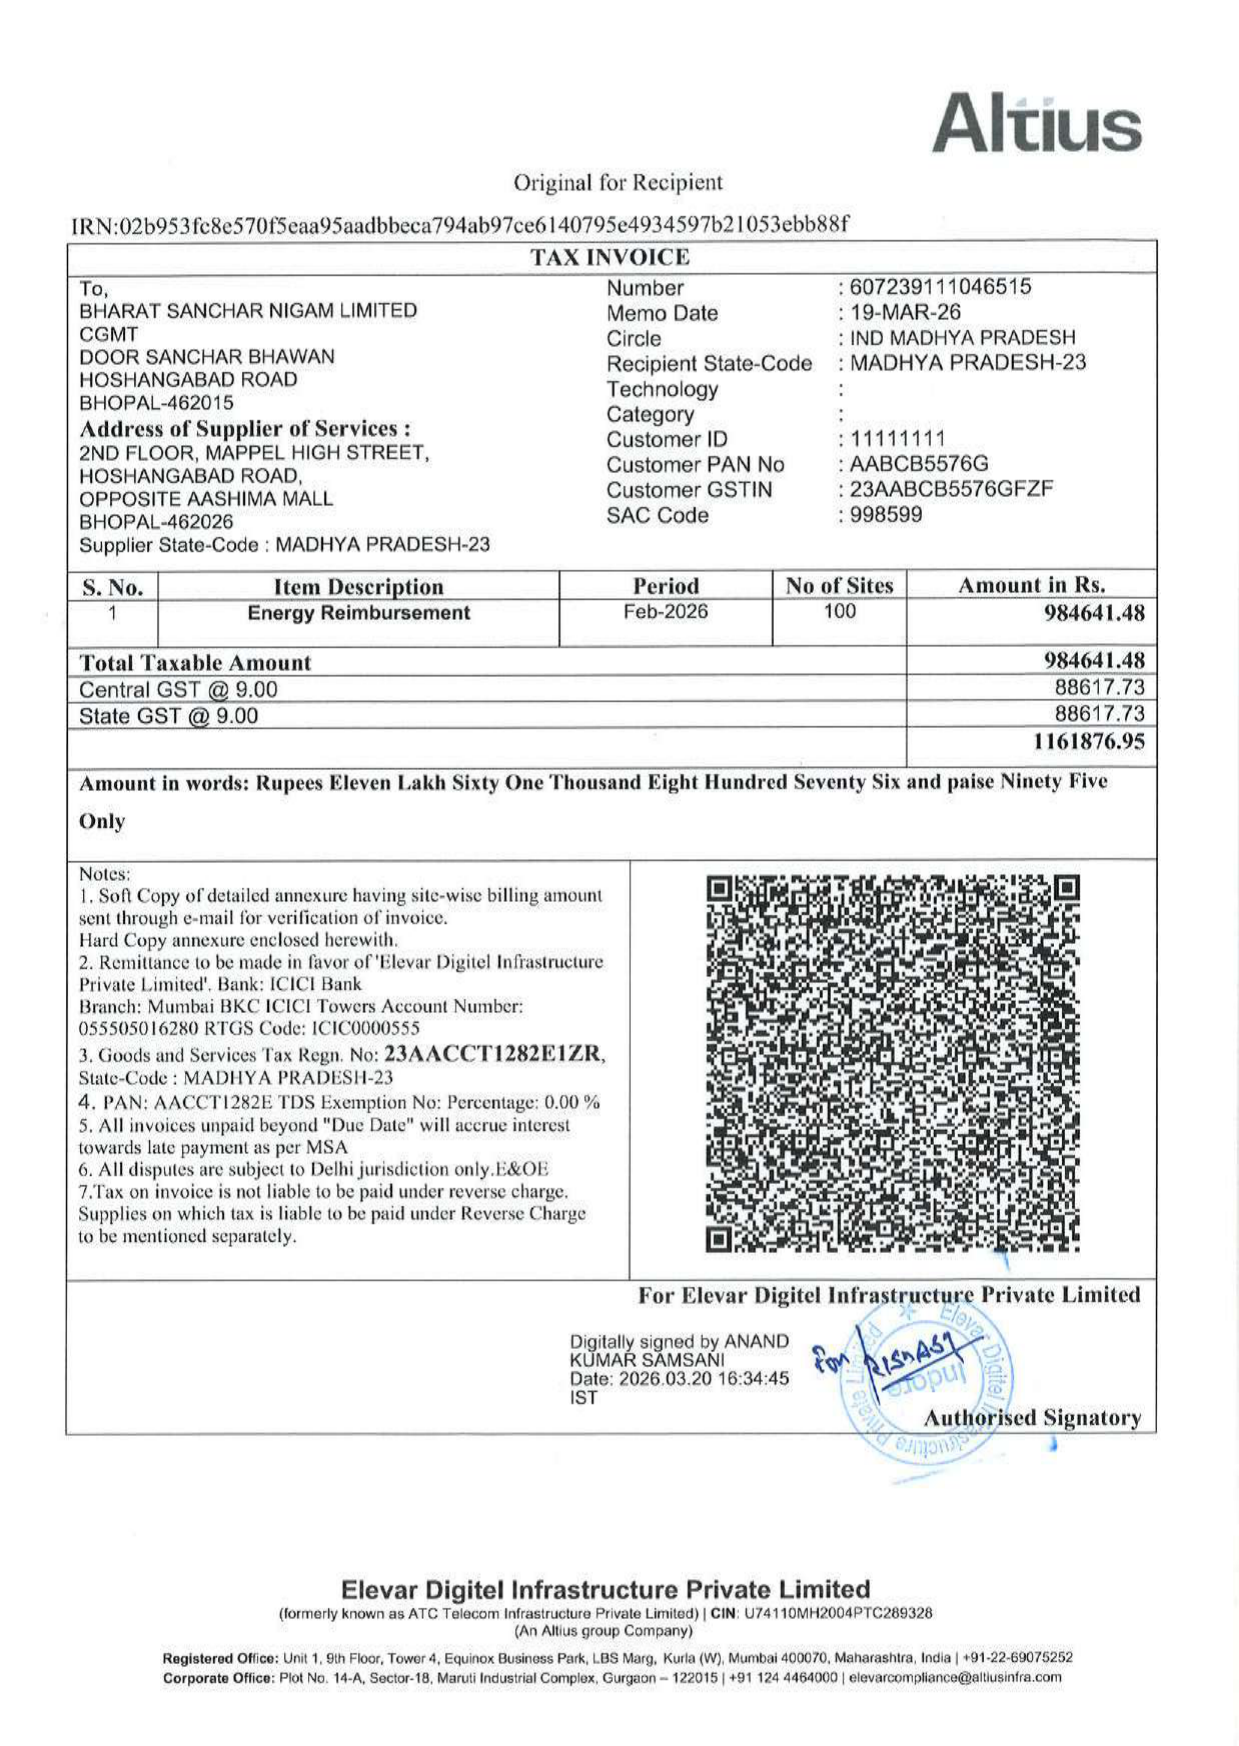 Altius
Original for Recipient
IRN:02b953fc8e570f5eaa95aadbbeca794ab97ce6140795e4934597b21053ebb88f
TAX INVOICE
To,
BHARAT SANCHAR NIGAM LIMITED
CGMT
DOOR SANCHAR BHAWAN
HOSHANGABAD ROAD
BHOPAL-462015
Address of Supplier of Services :
2ND FLOOR, MAPPEL HIGH STREET,
HOSHANGABAD ROAD,
OPPOSITE AASHIMA MALL
BHOPAL-462026
Supplier State-Code : MADHYA PRADESH-23
Number : 607239111046515
Memo Date : 19-MAR-26
Circle : IND MADHYA PRADESH
Recipient State-Code : MADHYA PRADESH-23
Technology :
Category :
Customer ID : 11111111
Customer PAN No : AABCB5576G
Customer GSTIN : 23AABCB5576GFZF
SAC Code : 998599
S. No. Item Description Period No of Sites Amount in Rs.
1 Energy Reimbursement Feb-2026 100 984641.48
Total Taxable Amount 984641.48
Central GST @ 9.00 88617.73
State GST @ 9.00 88617.73
1161876.95
Amount in words: Rupees Eleven Lakh Sixty One Thousand Eight Hundred Seventy Six and paise Ninety Five
Only
Notes:
1. Soft Copy of detailed annexure having site-wise billing amount
sent through e-mail for verification of invoice.
Hard Copy annexure enclosed herewith.
2. Remittance to be made in favor of 'Elevar Digitel Infrastructure
Private Limited'. Bank: ICICI Bank
Branch: Mumbai BKC ICICI Towers Account Number:
055505016280 RTGS Code: ICIC0000555
3. Goods and Services Tax Regn. No: 23AACCT1282E1ZR,
State-Code : MADHYA PRADESH-23
4. PAN: AACCT1282E TDS Exemption No: Percentage: 0.00 %
5. All invoices unpaid beyond "Due Date" will accrue interest
towards late payment as per MSA
6. All disputes are subject to Delhi jurisdiction only.E&OE
7.Tax on invoice is not liable to be paid under reverse charge.
Supplies on which tax is liable to be paid under Reverse Charge
to be mentioned separately.
For Elevar Digitel Infrastructure Private Limited
Digitally signed by ANAND
KUMAR SAMSANI
Date: 2026.03.20 16:34:45
IST
For
Elevar Digitel Infrastructure Private Limited
Indore
Authorised Signatory
Elevar Digitel Infrastructure Private Limited
(formerly known as ATC Telecom Infrastructure Private Limited) | CIN: U74110MH2004PTC289328
(An Altius group Company)
Registered Office: Unit 1, 9th Floor, Tower 4, Equinox Business Park, LBS Marg, Kurla (W), Mumbai 400070, Maharashtra, India | +91-22-69075252
Corporate Office: Plot No. 14-A, Sector-18, Maruti Industrial Complex, Gurgaon – 122015 | +91 124 4464000 | elevarcompliance@altiusinfra.com